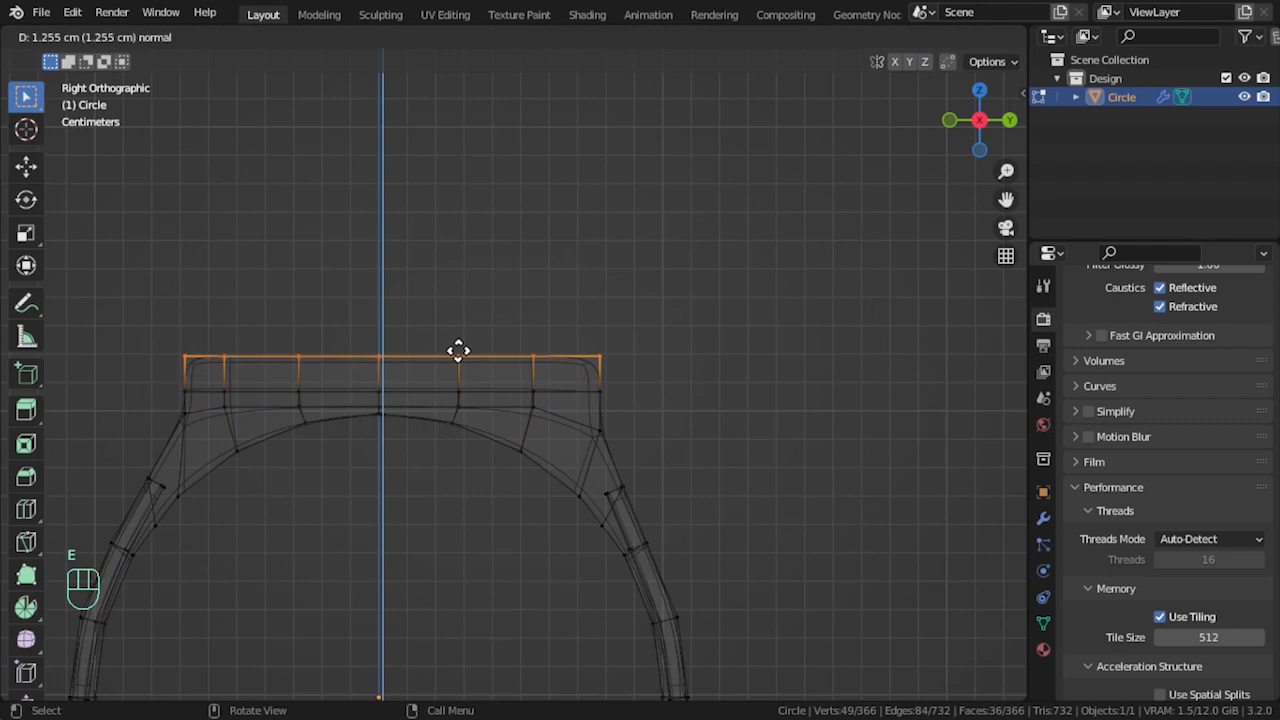 File Edit Render Window Help Layout Modeling Sculpting UV Editing Texture Paint Shading Animation Rendering Compositing Geometry Noc Scene ViewLayer
D: 1.255 cm (1.255 cm) normal
X Y Z Options
Right Orthographic
(1) Circle
Centimeters
Z
X Y
E
Scene Collection
Design
Circle
Filter Glossy 1.00
Caustics Reflective
Refractive
Fast GI Approximation
Volumes
Curves
Simplify
Motion Blur
Film
Performance
Threads
Threads Mode Auto-Detect
Threads 16
Memory
Use Tiling
Tile Size 512
Acceleration Structure
Use Spatial Splits
Select Rotate View Call Menu Circle | Verts:49/366 | Edges:84/732 | Faces:36/366 | Tris:732 | Objects:1/1 | VRAM: 1.5/12.0 GiB | 3.2.0